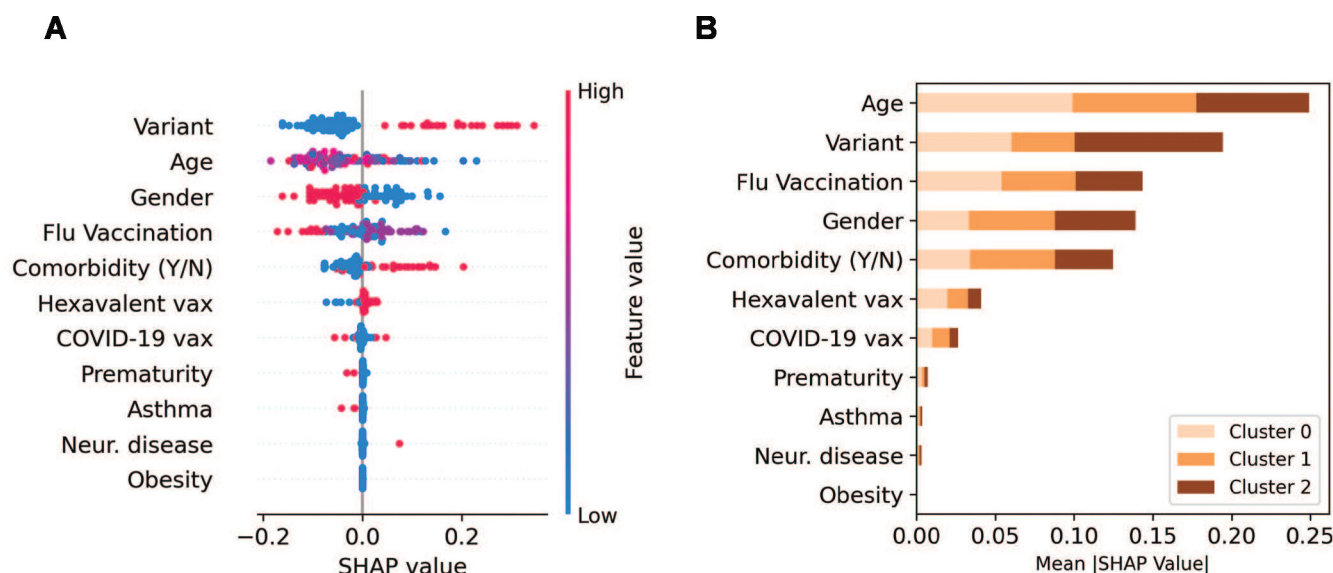 A
Variant
Age
Gender
Flu Vaccination
Comorbidity (Y/N)
Hexavalent vax
COVID-19 vax
Prematurity
Asthma
Neur. disease
Obesity
−0.2 0.0 0.2
SHAP value
High
Feature value
Low
B
Age
Variant
Flu Vaccination
Gender
Comorbidity (Y/N)
Hexavalent vax
COVID-19 vax
Prematurity
Asthma
Neur. disease
Obesity
Cluster 0
Cluster 1
Cluster 2
0.00 0.05 0.10 0.15 0.20 0.25
Mean |SHAP Value|